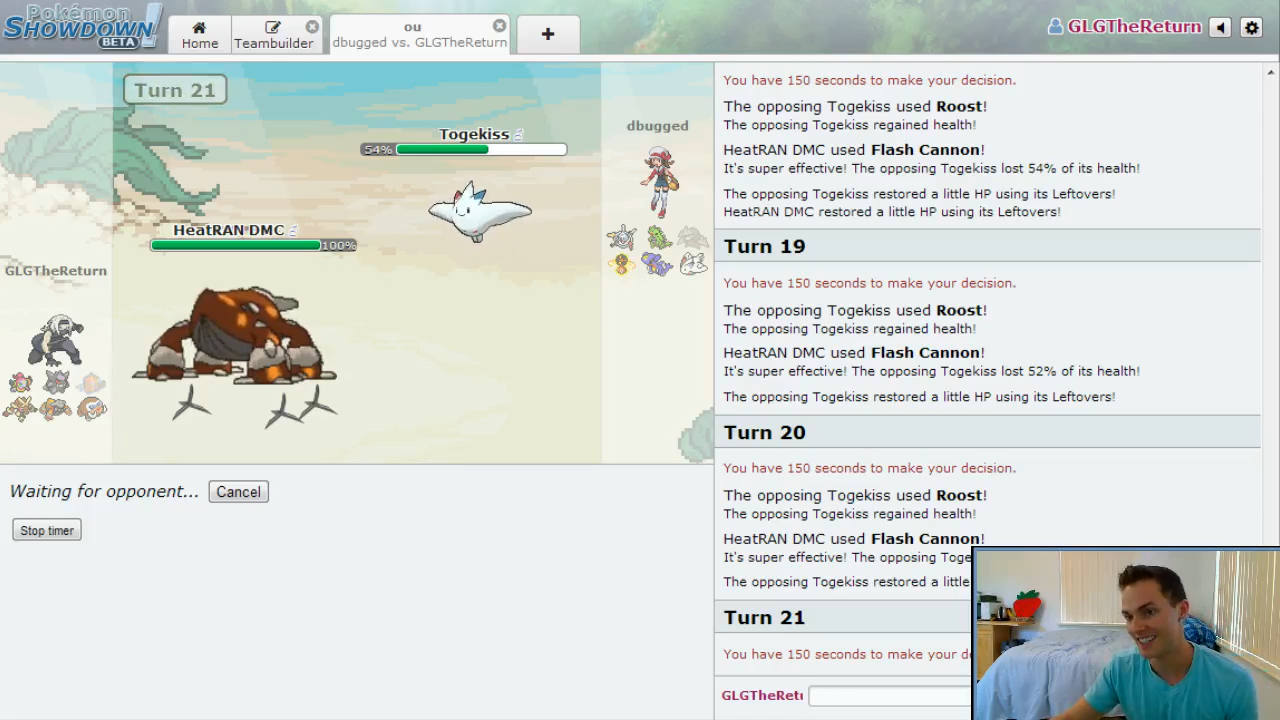 Pokémon
SHOWDOWN!
BETA
Home
Teambuilder
ou
dbugged vs. GLGTheReturn
+
GLGTheReturn
Turn 21
Togekiss
54%
HeatRAN DMC
100%
dbugged
GLGTheReturn
Waiting for opponent...
Cancel
Stop timer
You have 150 seconds to make your decision.
The opposing Togekiss used Roost!
The opposing Togekiss regained health!
HeatRAN DMC used Flash Cannon!
It's super effective! The opposing Togekiss lost 54% of its health!
The opposing Togekiss restored a little HP using its Leftovers!
HeatRAN DMC restored a little HP using its Leftovers!
Turn 19
You have 150 seconds to make your decision.
The opposing Togekiss used Roost!
The opposing Togekiss regained health!
HeatRAN DMC used Flash Cannon!
It's super effective! The opposing Togekiss lost 52% of its health!
The opposing Togekiss restored a little HP using its Leftovers!
Turn 20
You have 150 seconds to make your decision.
The opposing Togekiss used Roost!
The opposing Togekiss regained health!
HeatRAN DMC used Flash Cannon!
It's super effective! The opposing Toge
The opposing Togekiss restored a little
Turn 21
You have 150 seconds to make your de
GLGTheRetu